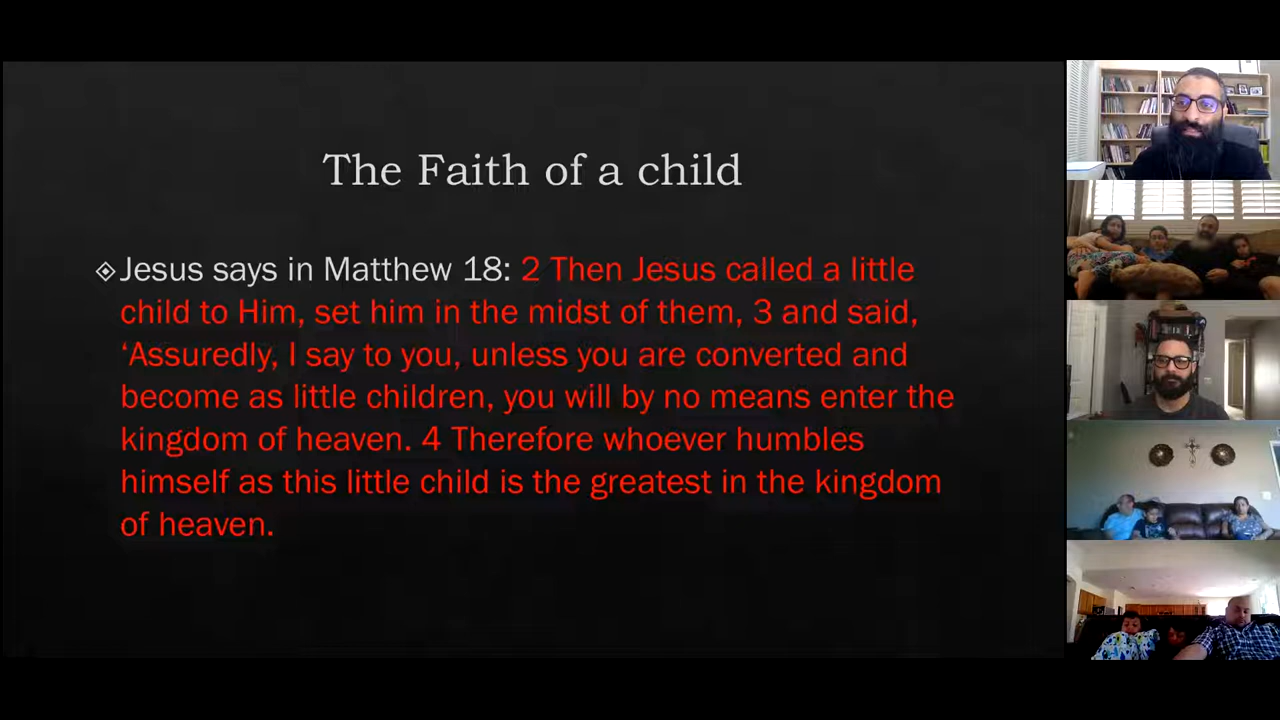 The Faith of a child
Jesus says in Matthew 18: 2 Then Jesus called a little
child to Him, set him in the midst of them, 3 and said,
‘Assuredly, I say to you, unless you are converted and
become as little children, you will by no means enter the
kingdom of heaven. 4 Therefore whoever humbles
himself as this little child is the greatest in the kingdom
of heaven.